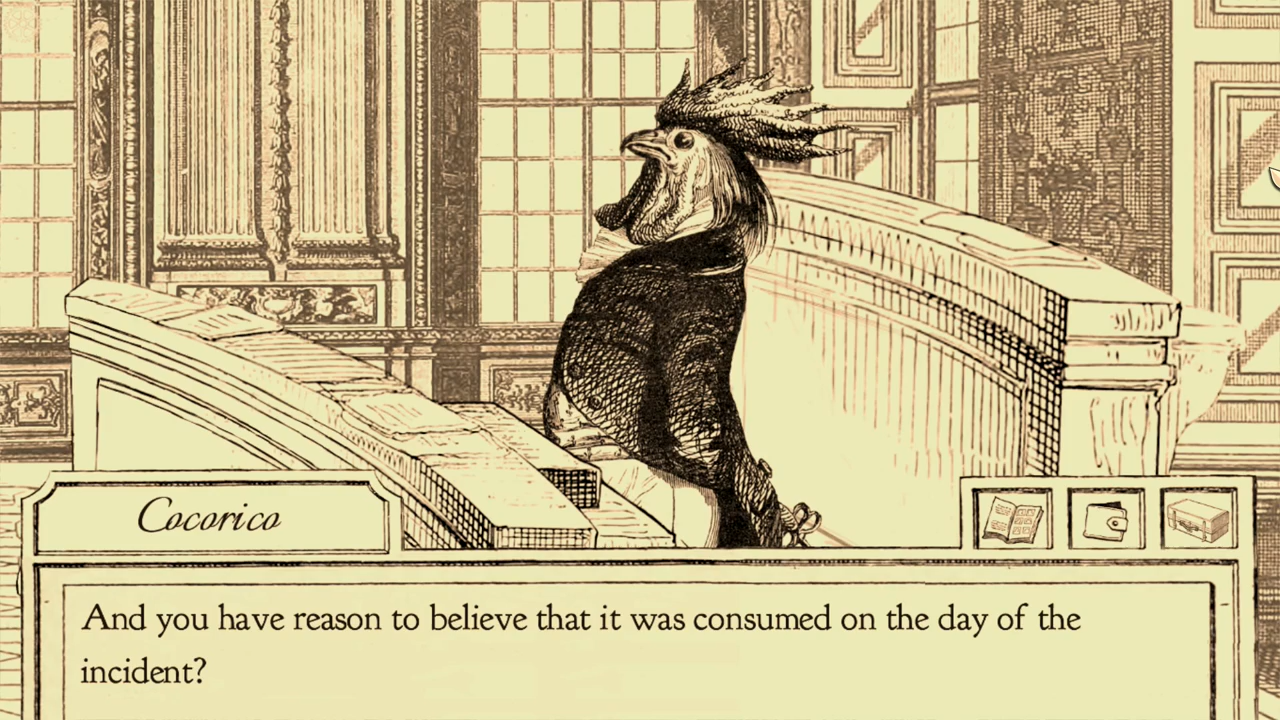 Cocorico
And you have reason to believe that it was consumed on the day of the
incident?